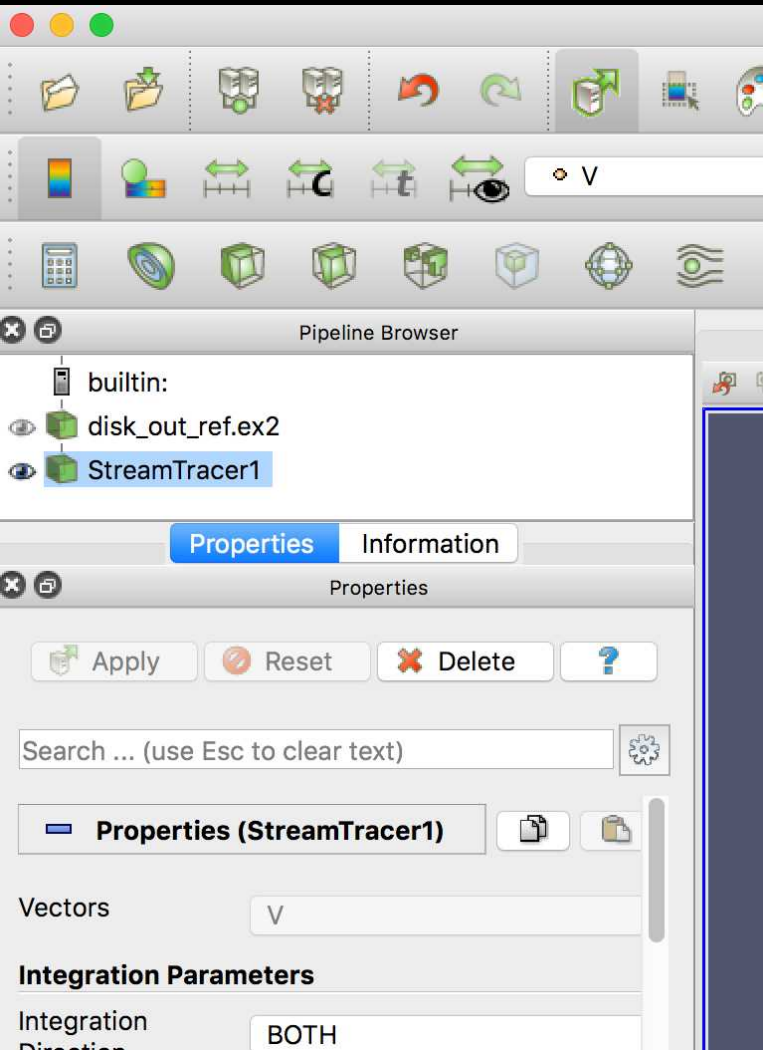 V
Pipeline Browser
builtin:
disk_out_ref.ex2
StreamTracer1
Properties Information
Properties
Apply Reset Delete ?
Search ... (use Esc to clear text)
Properties (StreamTracer1)
Vectors V
Integration Parameters
Integration
Direction BOTH